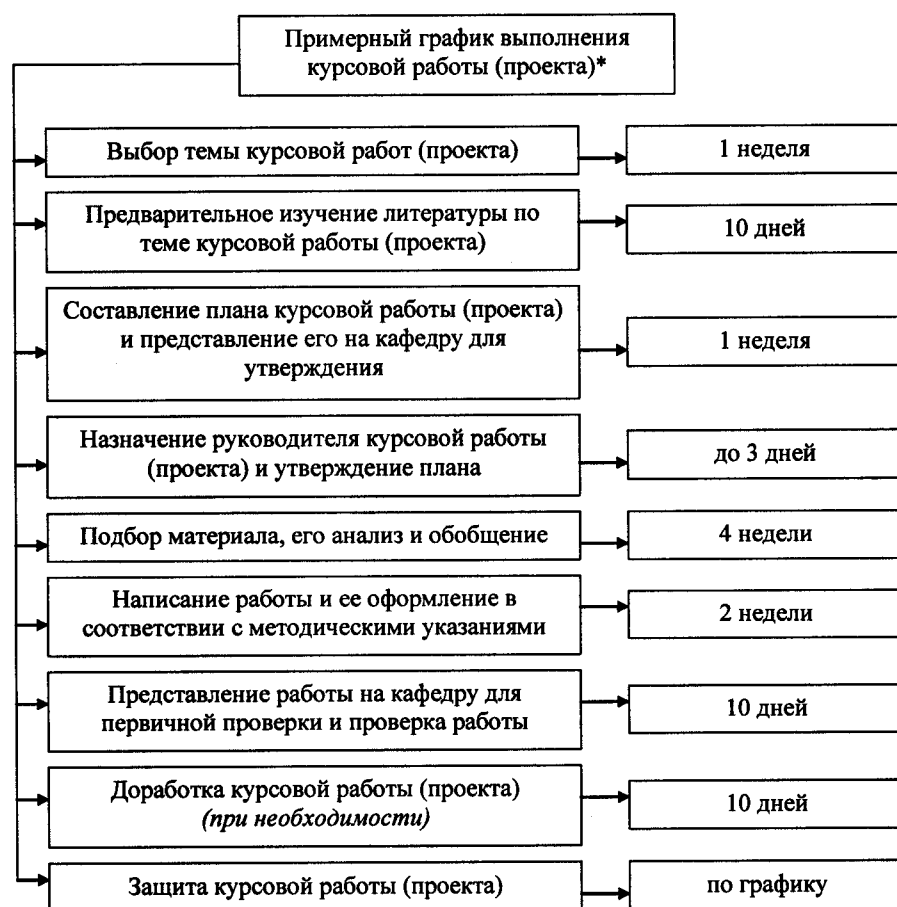 Примерный график выполнения
курсовой работы (проекта)*
Выбор темы курсовой работ (проекта)
1 неделя
Предварительное изучение литературы по
теме курсовой работы (проекта)
10 дней
Составление плана курсовой работы (проекта)
и представление его на кафедру для
утверждения
1 неделя
Назначение руководителя курсовой работы
(проекта) и утверждение плана
до 3 дней
Подбор материала, его анализ и обобщение
4 недели
Написание работы и ее оформление в
соответствии с методическими указаниями
2 недели
Представление работы на кафедру для
первичной проверки и проверка работы
10 дней
Доработка курсовой работы (проекта)
(при необходимости)
10 дней
Защита курсовой работы (проекта)
по графику